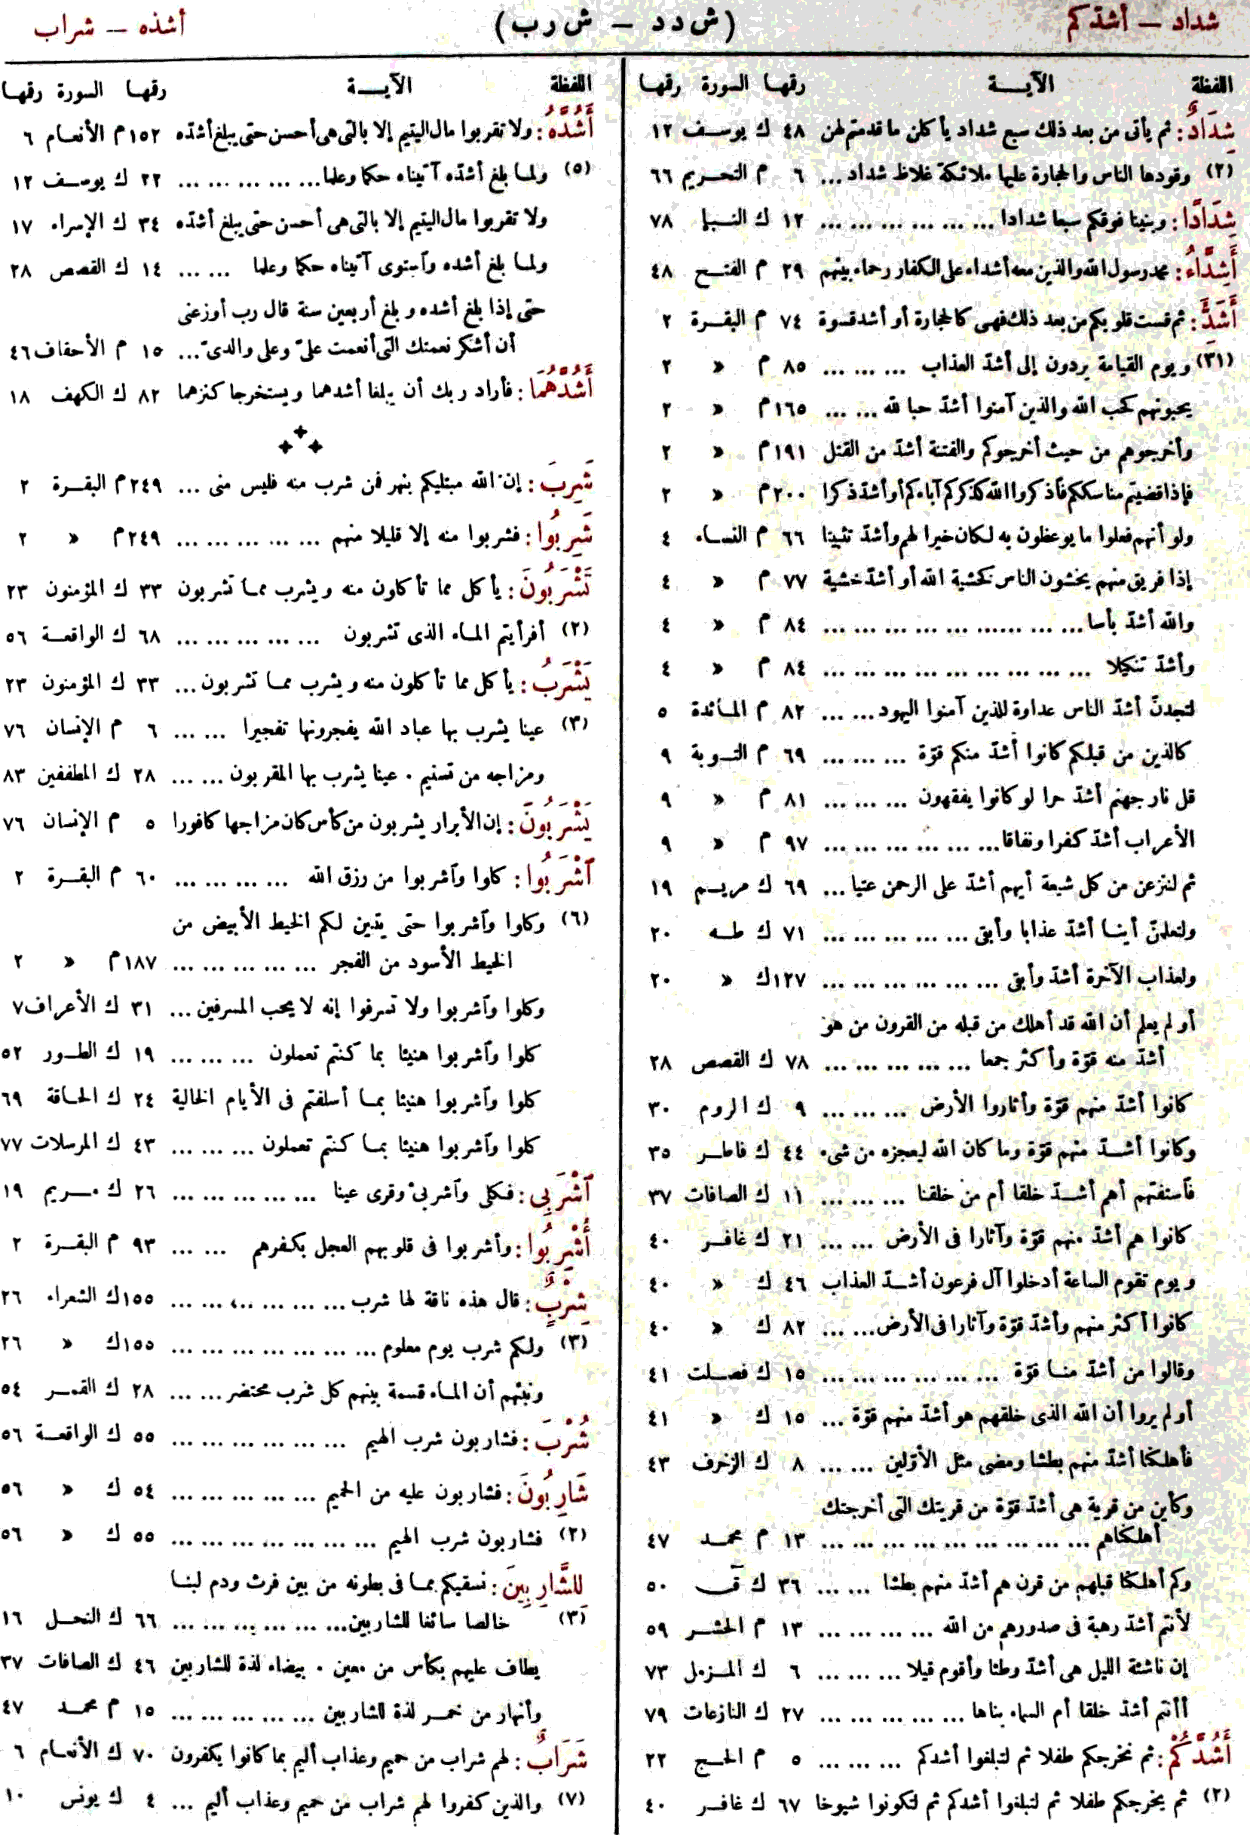 شداد — أشدكم (ش د د — ش ر ب) أشده — شراب
اللفظة الآيــة رقمها السورة رقمها
شِدَادٌ : ثم يأتى من بعد ذلك سبع شداد يأكلن ما قدمتم لهن ٤٨ ك يوسف ١٢
(٢) وقودها الناس والحجارة عليها ملائكة غلاظ شداد ... ٦ م التحريم ٦٦
شِدَادًا : وبنينا فوقكم سبعا شدادا ... ... ... ... ... ... ١٢ ك النبإ ٧٨
أَشِدَّاءُ : محمد رسول الله والذين معه أشداء على الكفار رحماء بينهم ٢٩ م الفتح ٤٨
أَشَدَّ : ثم قست قلوبكم من بعد ذلك فهى كالحجارة أو أشد قسوة ٧٤ م البقرة ٢
(٣١) ويوم القيامة يردون إلى أشدّ العذاب ... ... ... ٨٥ م » ٢
يحبونهم كحب الله والذين آمنوا أشدّ حبا لله ... ... ١٦٥ م » ٢
وأخرجوهم من حيث أخرجوكم والفتنة أشدّ من القتل ١٩١ م » ٢
فإذا قضيتم مناسككم فاذكروا الله كذكركم آباءكم أو أشدّ ذكرا ٢٠٠ م » ٢
ولو أنهم فعلوا ما يوعظون به لكان خيرا لهم وأشدّ تثبيتا ٦٦ م النساء ٤
إذا فريق منهم يخشون الناس كخشية الله أو أشدّ خشية ٧٧ م » ٤
والله أشدّ بأسا ... ... ... ... ... ... ... ... ٨٤ م » ٤
وأشدّ تنكيلا ... ... ... ... ... ... ... ... ٨٤ م » ٤
لتجدنّ أشدّ الناس عداوة للذين آمنوا اليهود ... ... ٨٢ م المائدة ٥
كالذين من قبلكم كانوا أشدّ منكم قوّة ... ... ... ٦٩ م التوبة ٩
قل نار جهنم أشدّ حرا لو كانوا يفقهون ... ... ... ٨١ م » ٩
الأعراب أشدّ كفرا ونفاقا ... ... ... ... ... ... ٩٧ م » ٩
ثم لننزعن من كل شيعة أيهم أشدّ على الرحمن عتيا ... ٦٩ ك مريم ١٩
ولتعلمنّ أينا أشدّ عذابا وأبقى ... ... ... ... ... ٧١ ك طه ٢٠
ولعذاب الآخرة أشدّ وأبقى ... ... ... ... ... ... ١٢٧ ك » ٢٠
أو لم يعلم أن الله قد أهلك من قبله من القرون من هو
أشدّ منه قوّة وأكثر جمعا ... ... ... ... ... ٧٨ ك القصص ٢٨
كانوا أشدّ منهم قوّة وأثاروا الأرض ... ... ... ٩ ك الروم ٣٠
وكانوا أشدّ منهم قوّة وما كان الله ليعجزه من شىء ٤٤ ك فاطر ٣٥
فاستفتهم أهم أشدّ خلقا أم من خلقنا ... ... ... ١١ ك الصافات ٣٧
كانوا هم أشدّ منهم قوّة وآثارا فى الأرض ... ... ٢١ ك غافر ٤٠
ويوم تقوم الساعة أدخلوا آل فرعون أشدّ العذاب ٤٦ ك » ٤٠
كانوا أكثر منهم وأشدّ قوّة وآثارا فى الأرض ... ... ٨٢ ك » ٤٠
وقالوا من أشدّ منا قوّة ... ... ... ... ... ... ١٥ ك فصلت ٤١
أو لم يروا أن الله الذى خلقهم هو أشدّ منهم قوّة ... ١٥ ك » ٤١
فأهلكنا أشدّ منهم بطشا ومضى مثل الأوّلين ... ... ٨ ك الزخرف ٤٣
وكأين من قرية هى أشدّ قوّة من قريتك التى أخرجتك
أهلكناهم ... ... ... ... ... ... ... ... ... ١٣ م محمد ٤٧
وكم أهلكنا قبلهم من قرن هم أشدّ منهم بطشا ... ... ٣٦ ك قٓ ٥٠
لأنتم أشدّ رهبة فى صدورهم من الله ... ... ... ... ١٣ م الحشر ٥٩
إن ناشئة الليل هى أشدّ وطئا وأقوم قيلا ... ... ... ٦ ك المزمل ٧٣
أأنتم أشدّ خلقا أم السماء بناها ... ... ... ... ... ٢٧ ك النازعات ٧٩
أَشُدَّكُمْ : ثم نخرجكم طفلا ثم لتبلغوا أشدكم ... ... ... ٥ م الحج ٢٢
(٢) ثم يخرجكم طفلا ثم لتبلغوا أشدكم ثم لتكونوا شيوخا ٦٧ ك غافر ٤٠
اللفظة الآيــة رقمها السورة رقمها
أَشُدَّهُ : ولا تقربوا مال اليتيم إلا بالتى هى أحسن حتى يبلغ أشدّه ١٥٢ م الأنعام ٦
(٥) ولما بلغ أشدّه آتيناه حكما وعلما ... ... ... ... ... ٢٢ ك يوسف ١٢
ولا تقربوا مال اليتيم إلا بالتى هى أحسن حتى يبلغ أشدّه ٣٤ ك الإسراء ١٧
ولما بلغ أشده وآستوى آتيناه حكما وعلما ... ... ١٤ ك القصص ٢٨
حتى إذا بلغ أشده وبلغ أربعين سنة قال رب أوزعنى
أن أشكر نعمتك التى أنعمت علىّ وعلى والدىّ ... ١٥ م الأحقاف ٤٦
أَشُدَّهُمَا : فأراد ربك أن يبلغا أشدهما ويستخرجا كنزهما ٨٢ ك الكهف ١٨
شَرِبَ : إن الله مبتليكم بنهر فمن شرب منه فليس منى ... ٢٤٩ م البقرة ٢
شَرِبُوا : فشربوا منه إلا قليلا منهم ... ... ... ... ... ٢٤٩ م » ٢
تَشْرَبُونَ : يأكل مما تأكلون منه ويشرب مما تشربون ٣٣ ك المؤمنون ٢٣
(٢) أفرأيتم الماء الذى تشربون ... ... ... ... ... ٦٨ ك الواقعة ٥٦
يَشْرَبُ : يأكل مما تأكلون منه ويشرب مما تشربون ... ٣٣ ك المؤمنون ٢٣
(٣) عينا يشرب بها عباد الله يفجرونها تفجيرا ... ... ٦ م الإنسان ٧٦
ومزاجه من تسنيم . عينا يشرب بها المقربون ... ... ٢٨ ك المطففين ٨٣
يَشْرَبُونَ : إن الأبرار يشربون من كأس كان مزاجها كافورا ٥ م الإنسان ٧٦
ٱشْرَبُوا : كلوا وٱشربوا من رزق الله ... ... ... ... ٦٠ م البقرة ٢
(٦) وكلوا وٱشربوا حتى يتبين لكم الخيط الأبيض من
الخيط الأسود من الفجر ... ... ... ... ... ١٨٧ م » ٢
وكلوا وٱشربوا ولا تسرفوا إنه لا يحب المسرفين ... ٣١ ك الأعراف ٧
كلوا وٱشربوا هنيئا بما كنتم تعملون ... ... ... ... ١٩ ك الطور ٥٢
كلوا وٱشربوا هنيئا بما أسلفتم فى الأيام الخالية ٢٤ ك الحاقة ٦٩
كلوا وٱشربوا هنيئا بما كنتم تعملون ... ... ... ... ٤٣ ك المرسلات ٧٧
ٱشْرَبِى : فكلى وٱشربى وقرى عينا ... ... ... ... ... ... ٢٦ ك مريم ١٩
أُشْرِبُوا : وأشربوا فى قلوبهم العجل بكفرهم ... ... ٩٣ م البقرة ٢
شِرْبٌ : قال هذه ناقة لها شرب ... ... ... ... ... ... ١٥٥ ك الشعراء ٢٦
(٣) ولكم شرب يوم معلوم ... ... ... ... ... ... ... ١٥٥ ك » ٢٦
ونبئهم أن الماء قسمة بينهم كل شرب محتضر ... ... ٢٨ ك القمر ٥٤
شُرْبَ : فشاربون شرب الهيم ... ... ... ... ... ... ٥٥ ك الواقعة ٥٦
شَارِبُونَ : فشاربون عليه من الحميم ... ... ... ... ... ٥٤ ك » ٥٦
(٢) فشاربون شرب الهيم ... ... ... ... ... ... ... ٥٥ ك » ٥٦
لِلشَّارِبِينَ : نسقيكم مما فى بطونه من بين فرث ودم لبنا
(٣) خالصا سائغا للشاربين ... ... ... ... ... ... ٦٦ ك النحل ١٦
يطاف عليهم بكأس من معين . بيضاء لذة للشاربين ٤٦ ك الصافات ٣٧
وأنهار من خمر لذة للشاربين ... ... ... ... ... ١٥ م محمد ٤٧
شَرَابٌ : لهم شراب من حميم وعذاب أليم بما كانوا يكفرون ٧٠ ك الأنعام ٦
(٧) والذين كفروا لهم شراب من حميم وعذاب أليم ... ٤ ك يونس ١٠